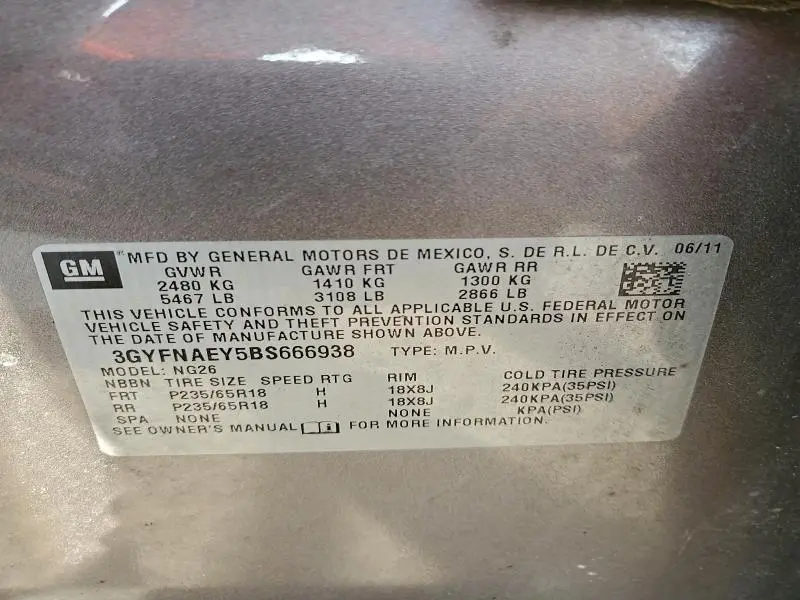 GM ® MFD BY GENERAL MOTORS DE MEXICO, S. DE R.L. DE C.V. 06/11
GVWR GAWR FRT GAWR RR
2480 KG 1410 KG 1300 KG
5467 LB 3108 LB 2866 LB
THIS VEHICLE CONFORMS TO ALL APPLICABLE U.S. FEDERAL MOTOR
VEHICLE SAFETY AND THEFT PREVENTION STANDARDS IN EFFECT ON
THE DATE OF MANUFACTURE SHOWN ABOVE.
3GYFNAEY5BS666938 TYPE: M.P.V.
MODEL: NG26
NBBN TIRE SIZE SPEED RTG RIM COLD TIRE PRESSURE
FRT P235/65R18 H 18X8J 240KPA(35PSI)
RR P235/65R18 H 18X8J 240KPA(35PSI)
SPA NONE NONE KPA(PSI)
SEE OWNER'S MANUAL FOR MORE INFORMATION.